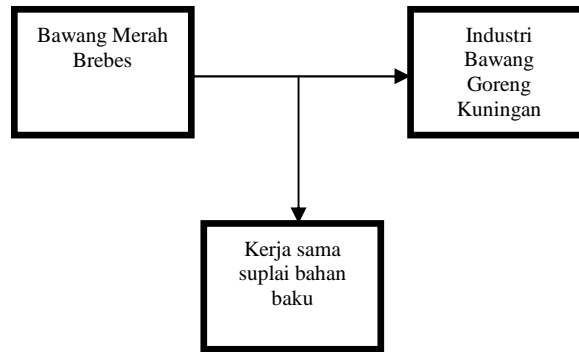 Bawang Merah
Brebes
Industri
Bawang
Goreng
Kuningan
Kerja sama
suplai bahan
baku